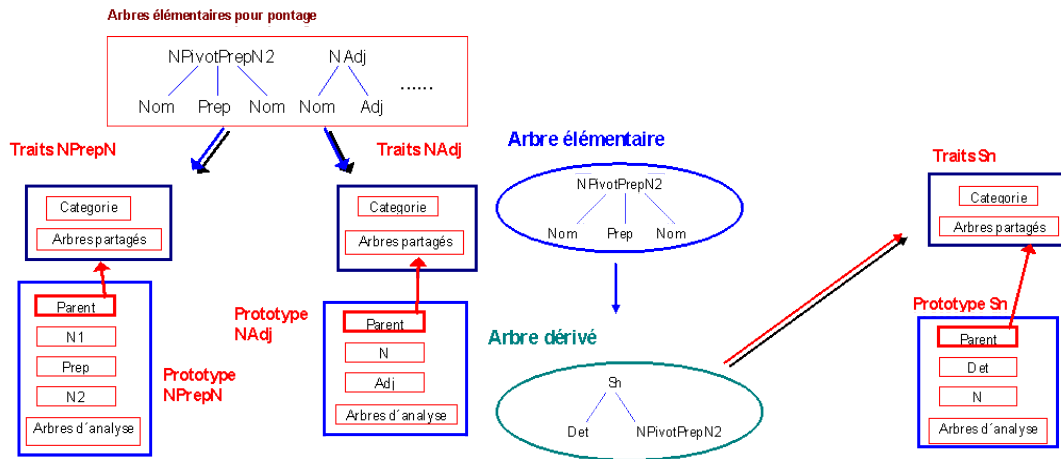 Arbres élémentaires pour pontage
NPivotPrepN2 NAdj
Nom Prep Nom Nom Adj ......
Traits NPrepN
Traits NAdj
Categorie
Arbres partagés
Categorie
Arbres partagés
Parent
N1
Prep
N2
Arbres d´analyse
Prototype
NPrepN
Prototype
NAdj
Parent
N
Adj
Arbres d´analyse
Arbre élémentaire
NPivotPrepN2
Nom Prep Nom
Arbre dérivé
Sn
Det NPivotPrepN2
Traits Sn
Categorie
Arbres partagés
Prototype Sn
Parent
Det
N
Arbres d´analyse